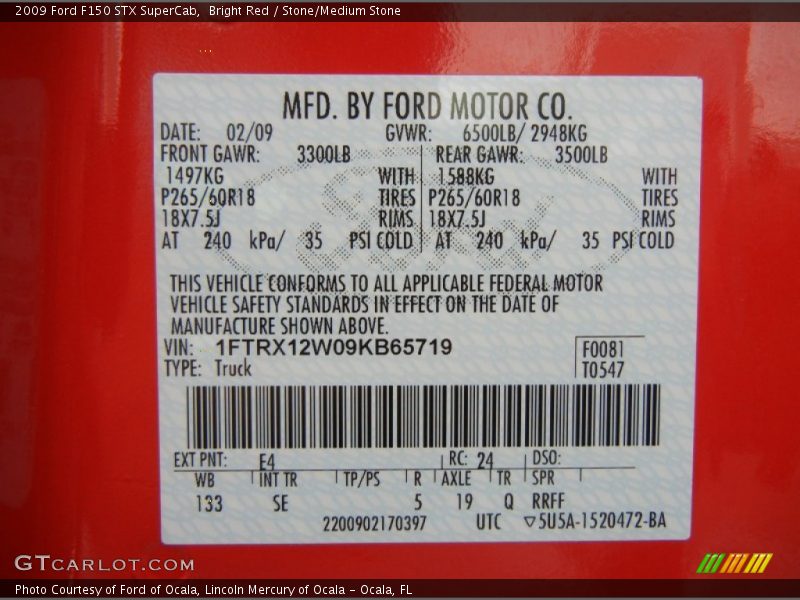 2009 Ford F150 STX SuperCab,  Bright Red / Stone/Medium Stone
MFD. BY FORD MOTOR CO.
DATE: 02/09 GVWR: 6500LB/ 2948KG
FRONT GAWR: 3300LB REAR GAWR: 3500LB
1497KG WITH 1588KG WITH
P265/60R18 TIRES P265/60R18 TIRES
18X7.5J RIMS 18X7.5J RIMS
AT 240 kPa/ 35 PSI COLD AT 240 kPa/ 35 PSI COLD
THIS VEHICLE CONFORMS TO ALL APPLICABLE FEDERAL MOTOR
VEHICLE SAFETY STANDARDS IN EFFECT ON THE DATE OF
MANUFACTURE SHOWN ABOVE.
VIN: 1FTRX12W09KB65719 F0081
TYPE: Truck T0547
EXT PNT: E4 RC: 24 DSO:
WB INT TR TP/PS R AXLE TR SPR
133 SE 5 19 Q RRFF
2200902170397 UTC ▽5U5A-1520472-BA
GTCARLOT.COM
Photo Courtesy of Ford of Ocala, Lincoln Mercury of Ocala - Ocala, FL